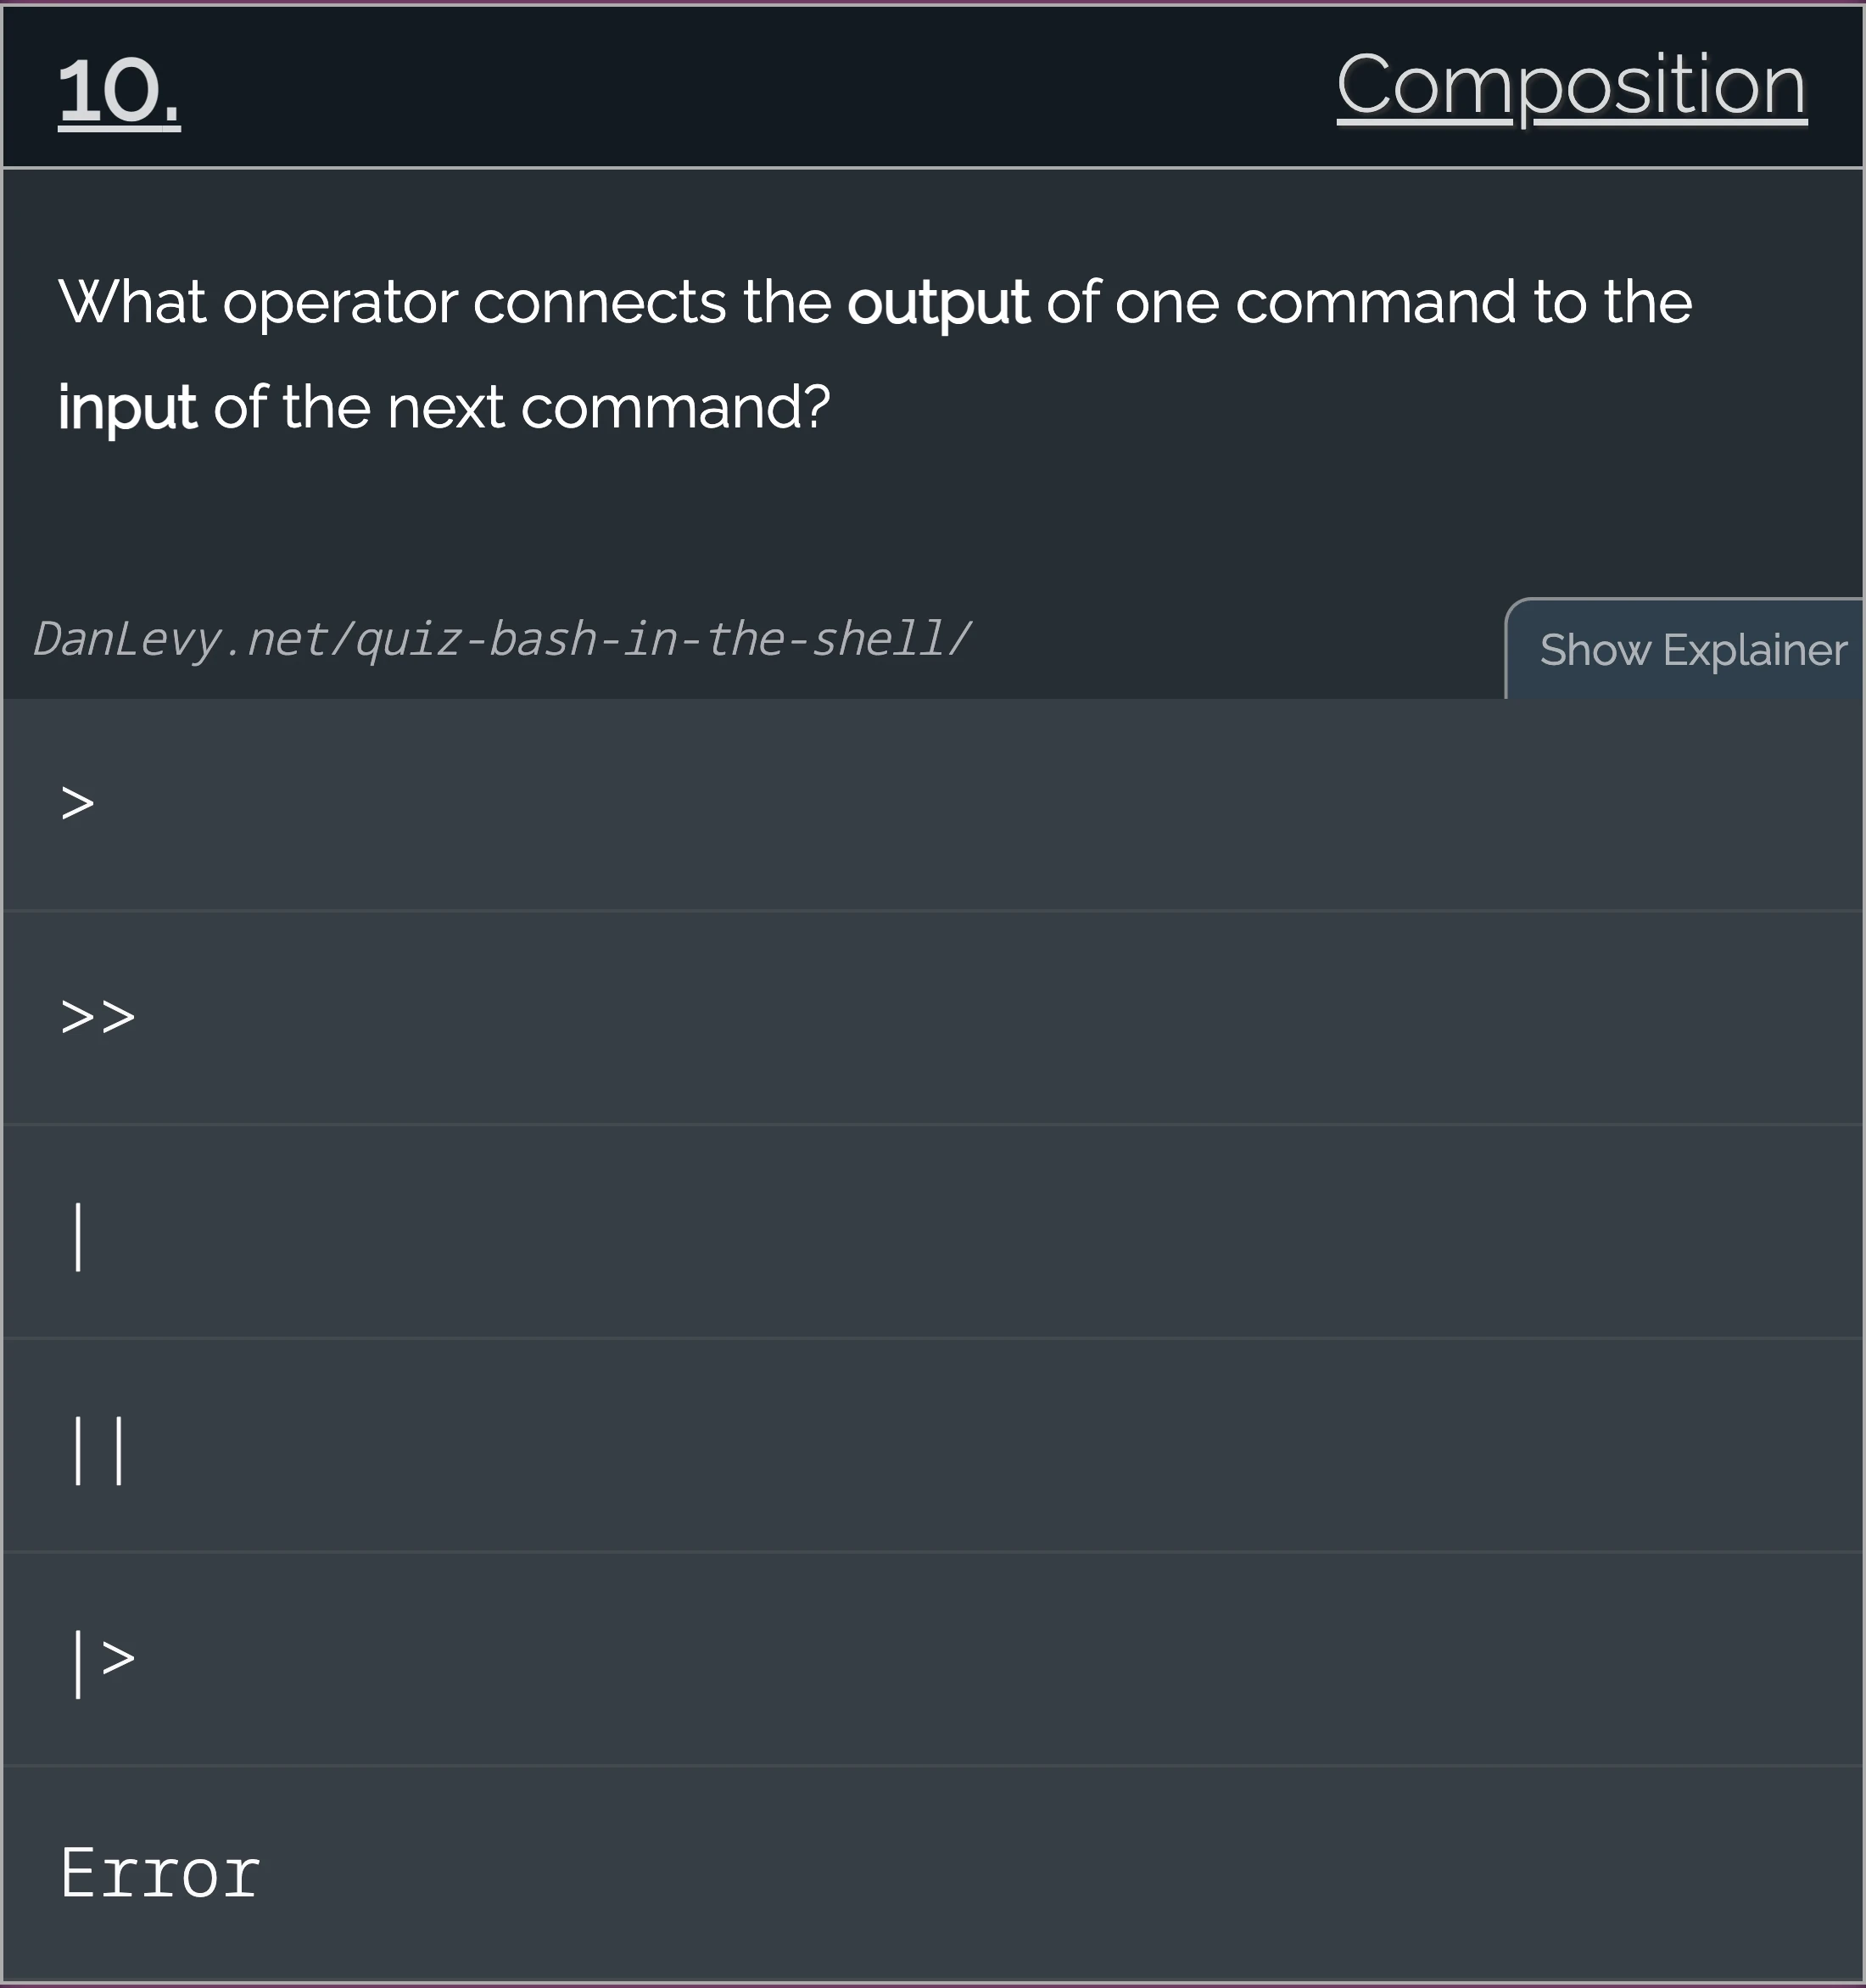 10.
Composition
What operator connects the output of one command to the
input of the next command?
DanLevy.net/quiz-bash-in-the-shell/
Show Explainer
>
>>
|
||
|>
Error